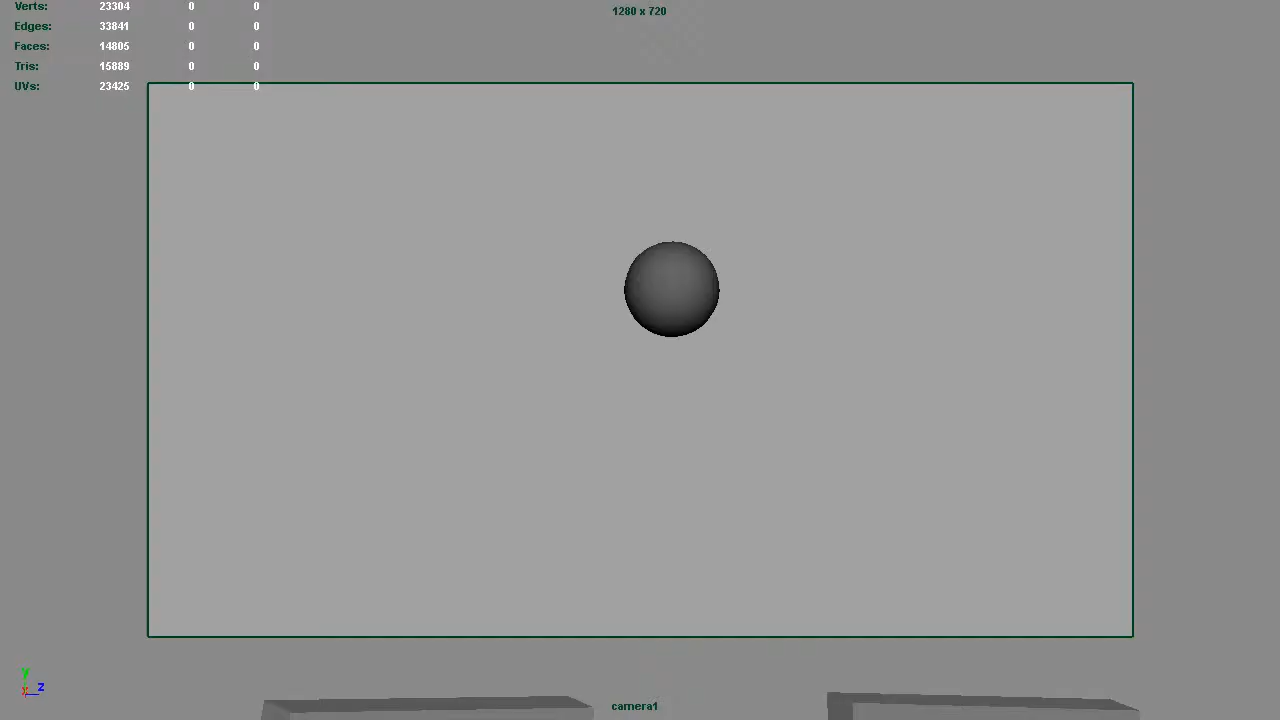 Verts: 23304 0 0
1280 x 720
Edges: 33841 0 0
Faces: 14805 0 0
Tris: 15889 0 0
UVs: 23425 0 0
Y
X Z
camera1